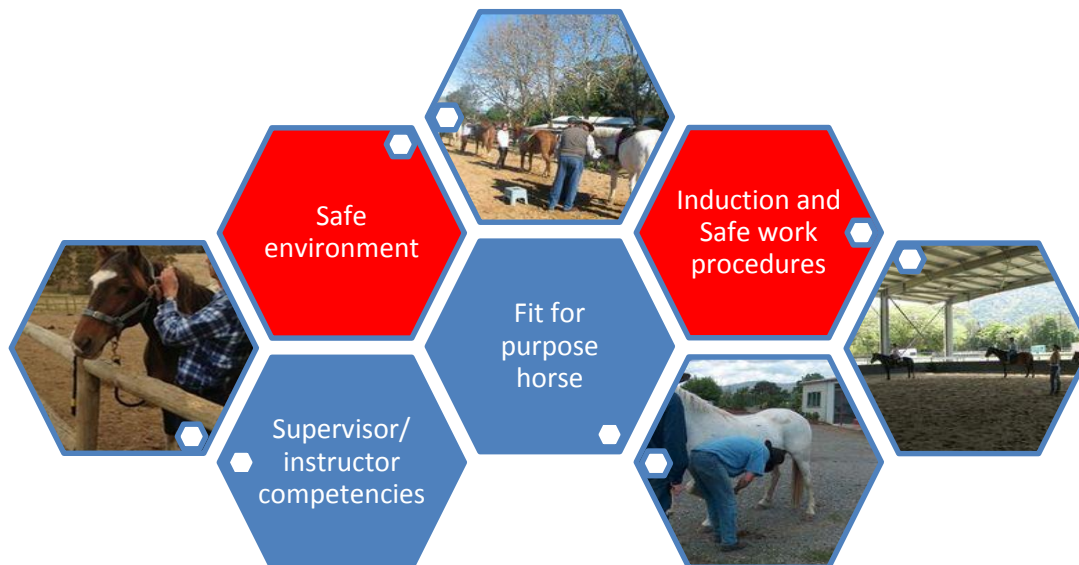 Safe
environment
Induction and
Safe work
procedures
Fit for
purpose
horse
Supervisor/
instructor
competencies